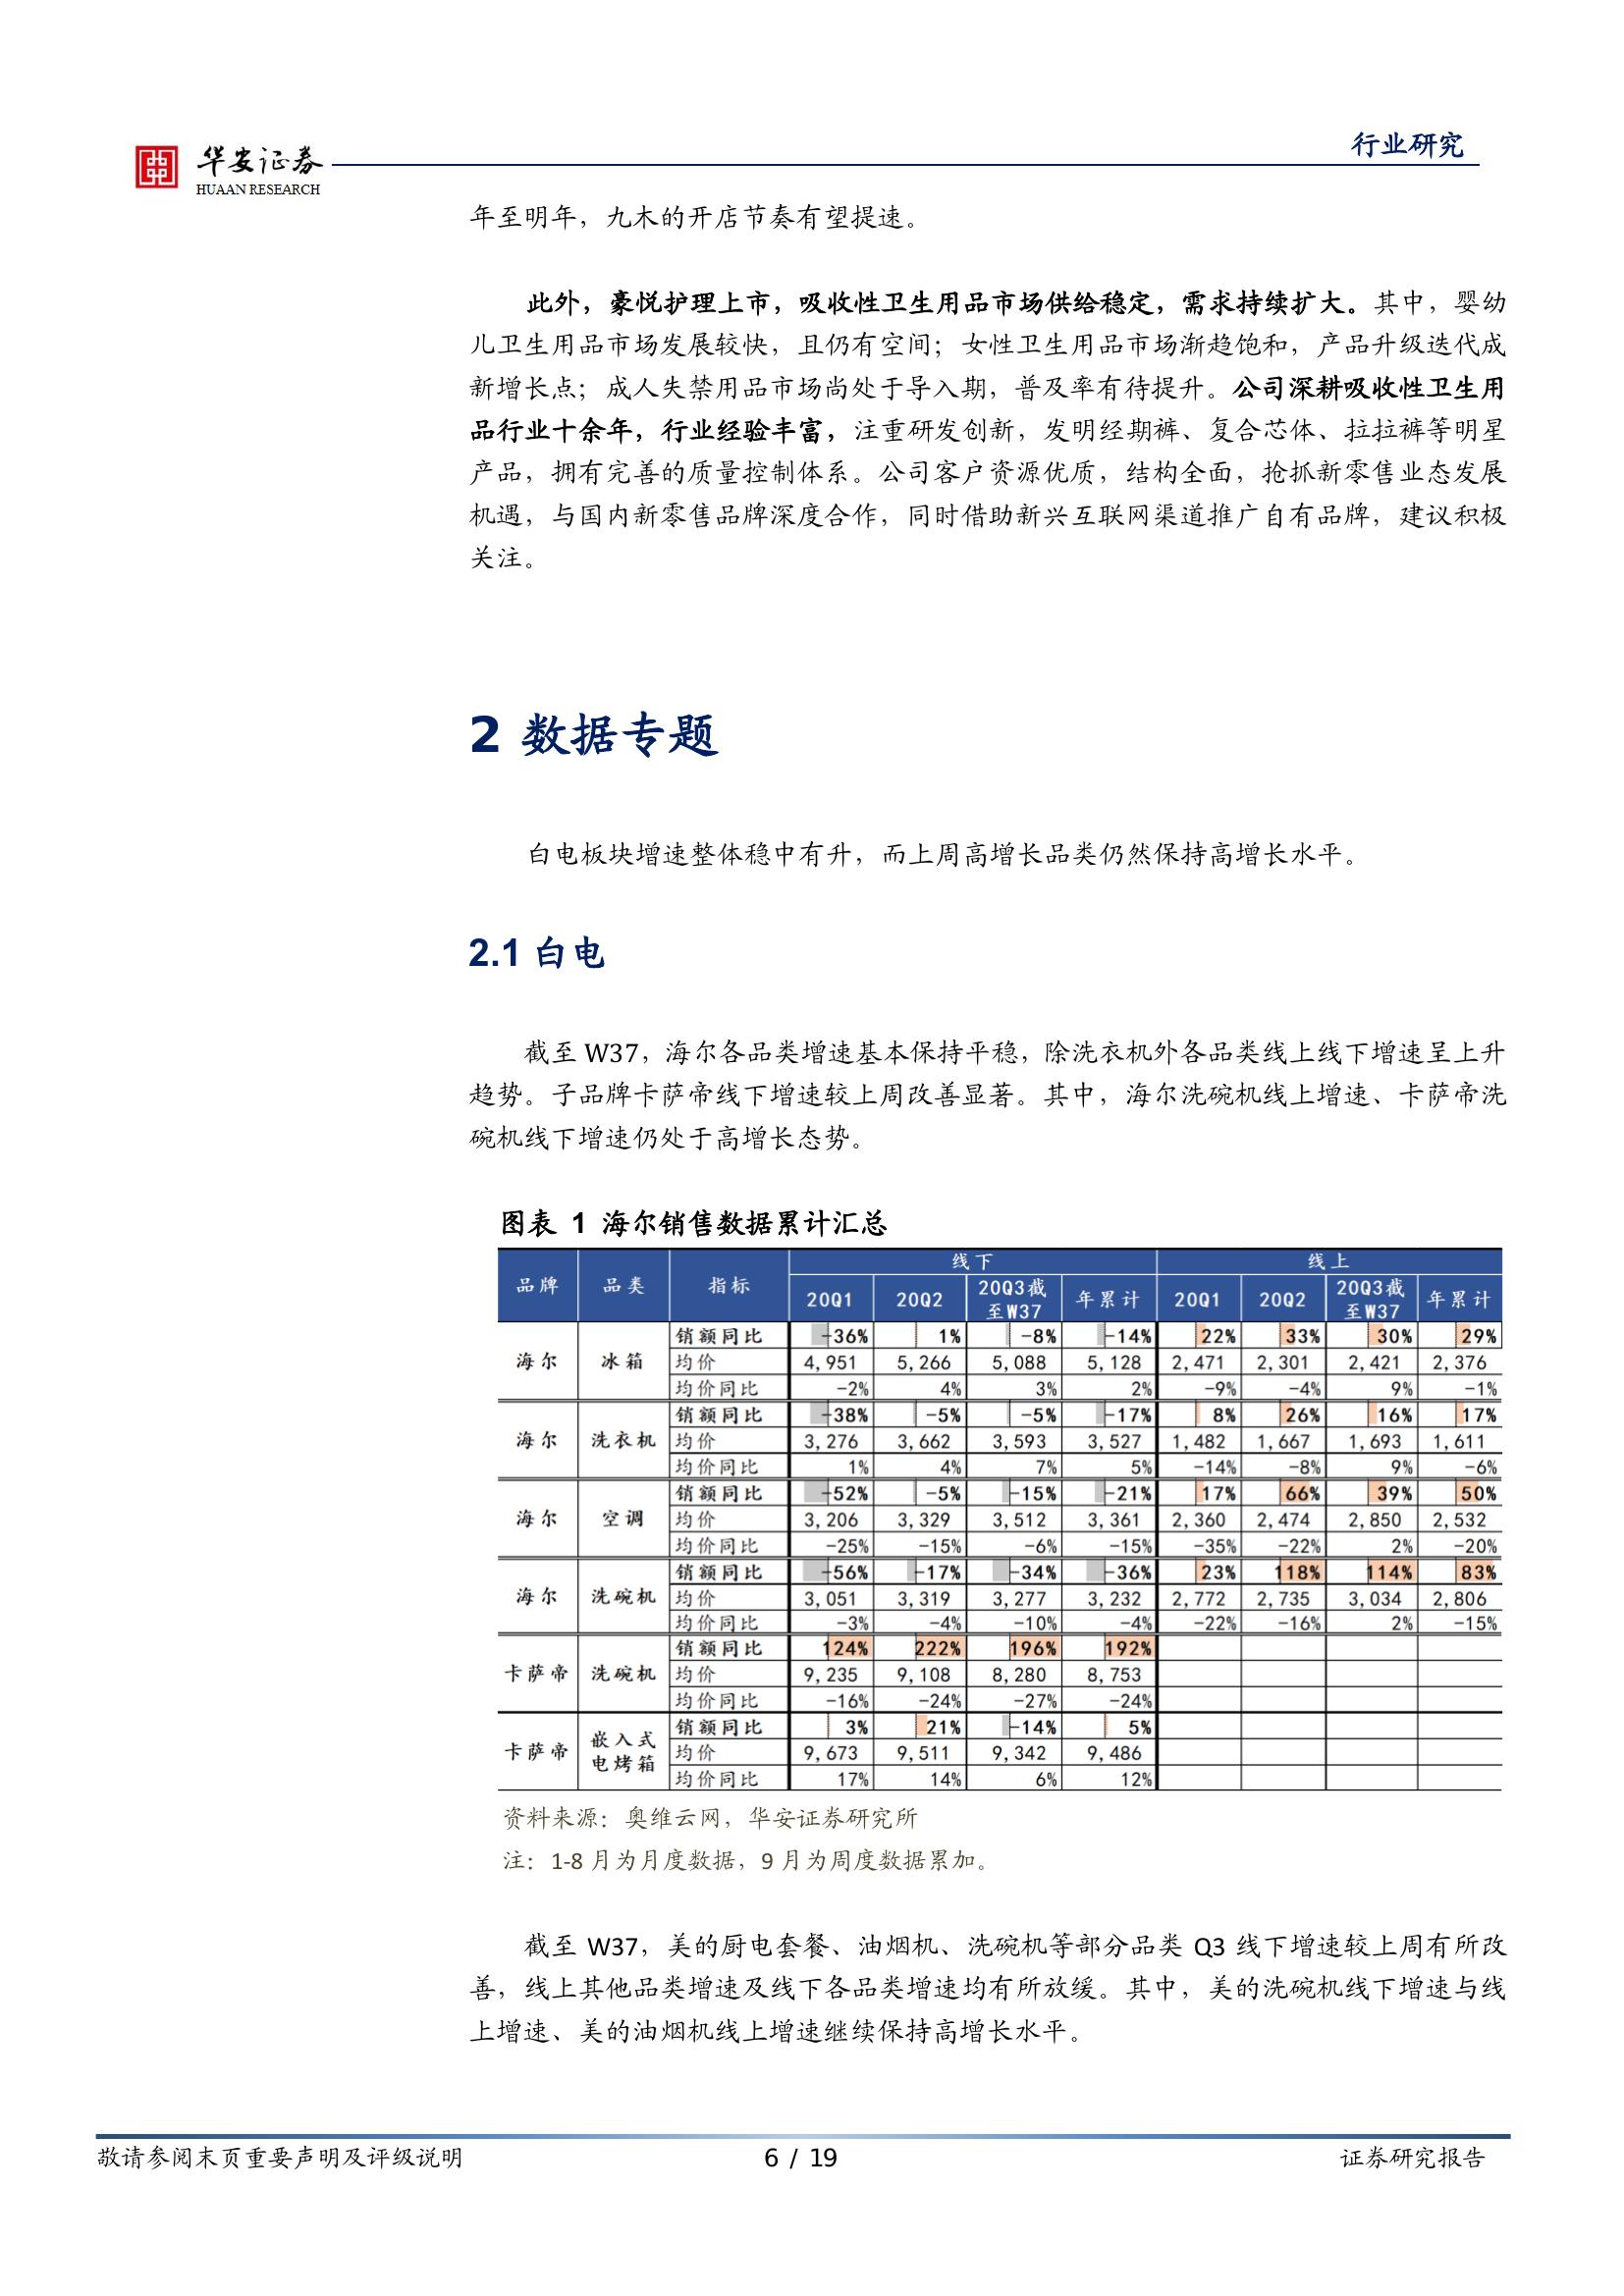 华安证券
HUAAN RESEARCH
行业研究
年至明年，九木的开店节奏有望提速。
此外，豪悦护理上市，吸收性卫生用品市场供给稳定，需求持续扩大。其中，婴幼
儿卫生用品市场发展较快，且仍有空间；女性卫生用品市场渐趋饱和，产品升级迭代成
新增长点；成人失禁用品市场尚处于导入期，普及率有待提升。公司深耕吸收性卫生用
品行业十余年，行业经验丰富，注重研发创新，发明经期裤、复合芯体、拉拉裤等明星
产品，拥有完善的质量控制体系。公司客户资源优质，结构全面，抢抓新零售业态发展
机遇，与国内新零售品牌深度合作，同时借助新兴互联网渠道推广自有品牌，建议积极
关注。
2 数据专题
白电板块增速整体稳中有升，而上周高增长品类仍然保持高增长水平。
2.1 白电
截至 W37，海尔各品类增速基本保持平稳，除洗衣机外各品类线上线下增速呈上升
趋势。子品牌卡萨帝线下增速较上周改善显著。其中，海尔洗碗机线上增速、卡萨帝洗
碗机线下增速仍处于高增长态势。
图表 1 海尔销售数据累计汇总
品牌 品类 指标 线下 线上
20Q1 20Q2 20Q3截至W37 年累计 20Q1 20Q2 20Q3截至W37 年累计
海尔 冰箱 销额同比 -36% 1% -8% -14% 22% 33% 30% 29%
均价 4,951 5,266 5,088 5,128 2,471 2,301 2,421 2,376
均价同比 -2% 4% 3% 2% -9% -4% 9% -1%
海尔 洗衣机 销额同比 -38% -5% -5% -17% 8% 26% 16% 17%
均价 3,276 3,662 3,593 3,527 1,482 1,667 1,693 1,611
均价同比 1% 4% 7% 5% -14% -8% 9% -6%
海尔 空调 销额同比 -52% -5% -15% -21% 17% 66% 39% 50%
均价 3,206 3,329 3,512 3,361 2,360 2,474 2,850 2,532
均价同比 -25% -15% -6% -15% -35% -22% 2% -20%
海尔 洗碗机 销额同比 -56% -17% -34% -36% 23% 118% 114% 83%
均价 3,051 3,319 3,277 3,232 2,772 2,735 3,034 2,806
均价同比 -3% -4% -10% -4% -22% -16% 2% -15%
卡萨帝 洗碗机 销额同比 124% 222% 196% 192%
均价 9,235 9,108 8,280 8,753
均价同比 -16% -24% -27% -24%
卡萨帝 嵌入式电烤箱 销额同比 3% 21% -14% 5%
均价 9,673 9,511 9,342 9,486
均价同比 17% 14% 6% 12%
资料来源：奥维云网，华安证券研究所
注：1-8 月为月度数据，9 月为周度数据累加。
截至 W37，美的厨电套餐、油烟机、洗碗机等部分品类 Q3 线下增速较上周有所改
善，线上其他品类增速及线下各品类增速均有所放缓。其中，美的洗碗机线下增速与线
上增速、美的油烟机线上增速继续保持高增长水平。
敬请参阅末页重要声明及评级说明 6 / 19 证券研究报告